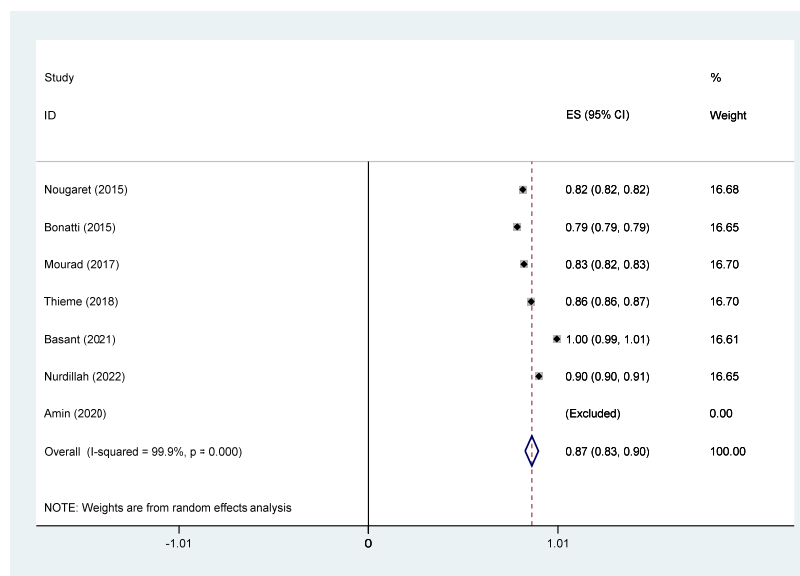 Study %
ID ES (95% CI) Weight
Nougaret (2015) 0.82 (0.82, 0.82) 16.68
Bonatti (2015) 0.79 (0.79, 0.79) 16.65
Mourad (2017) 0.83 (0.82, 0.83) 16.70
Thieme (2018) 0.86 (0.86, 0.87) 16.70
Basant (2021) 1.00 (0.99, 1.01) 16.61
Nurdillah (2022) 0.90 (0.90, 0.91) 16.65
Amin (2020) (Excluded) 0.00
Overall (I-squared = 99.9%, p = 0.000) 0.87 (0.83, 0.90) 100.00
NOTE: Weights are from random effects analysis
-1.01 0 1.01